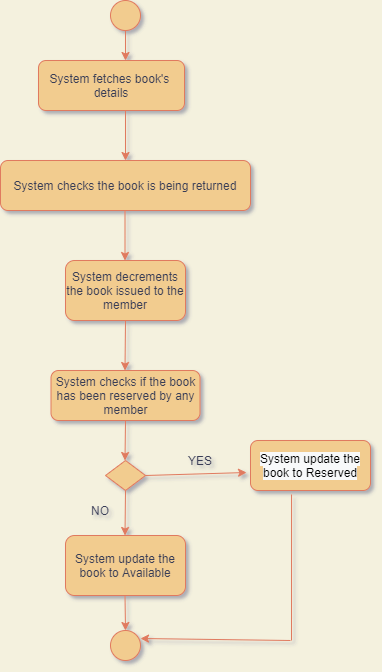 System fetches book's
details
System checks the book is being returned
System decrements
the book issued to the
member
System checks if the book
has been reserved by any
member
YES
System update the
book to Reserved
NO
System update the
book to Available